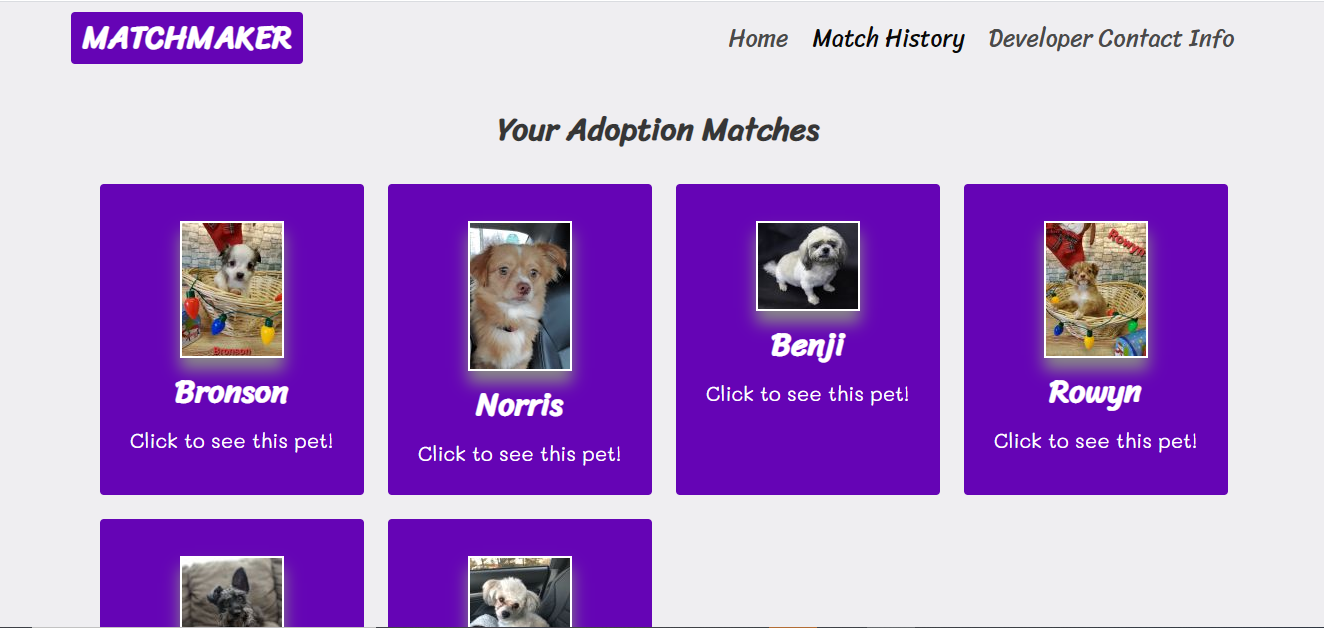 MATCHMAKER
Home Match History Developer Contact Info
Your Adoption Matches
Bronson
Bronson
Click to see this pet!
Norris
Click to see this pet!
Benji
Click to see this pet!
Rowyn
Rowyn
Click to see this pet!